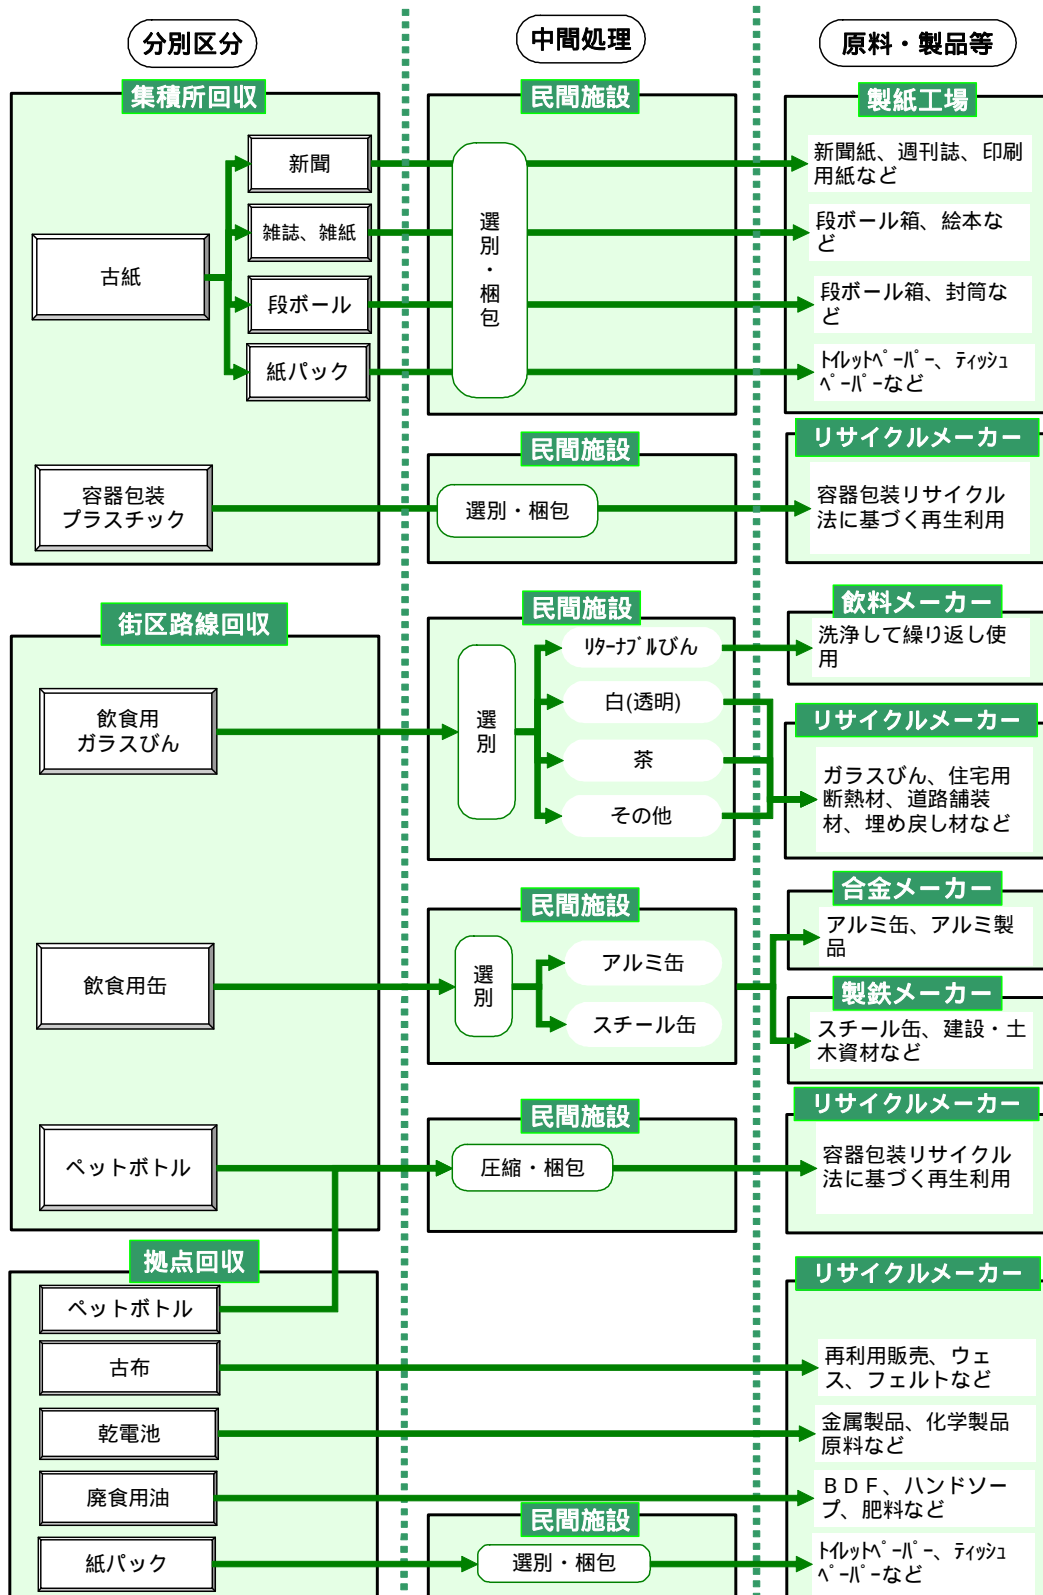 分別区分
中間処理
原料・製品等
集積所回収
民間施設
製紙工場
古紙
新聞
雑誌、雑紙
段ボール
紙パック
選別・梱包
新聞紙、週刊誌、印刷
用紙など
段ボール箱、絵本な
ど
段ボール箱、封筒な
ど
ﾄｲﾚｯﾄﾍﾟｰﾊﾟｰ、ティッシュ
ﾍﾟｰﾊﾟｰなど
民間施設
リサイクルメーカー
容器包装
プラスチック
選別・梱包
容器包装リサイクル
法に基づく再生利用
街区路線回収
民間施設
飲料メーカー
飲食用
ガラスびん
選別
ﾘﾀｰﾅﾌﾞﾙびん
白(透明)
茶
その他
洗浄して繰り返し使
用
リサイクルメーカー
ガラスびん、住宅用
断熱材、道路舗装
材、埋め戻し材など
民間施設
合金メーカー
飲食用缶
選別
アルミ缶
スチール缶
アルミ缶、アルミ製
品
製鉄メーカー
スチール缶、建設・土
木資材など
民間施設
リサイクルメーカー
ペットボトル
圧縮・梱包
容器包装リサイクル
法に基づく再生利用
拠点回収
リサイクルメーカー
ペットボトル
古布
再利用販売、ウェ
ス、フェルトなど
乾電池
金属製品、化学製品
原料など
廃食用油
ＢＤＦ、ハンドソー
プ、肥料など
民間施設
紙パック
選別・梱包
ﾄｲﾚｯﾄﾍﾟｰﾊﾟｰ、ティッシュ
ﾍﾟｰﾊﾟｰなど